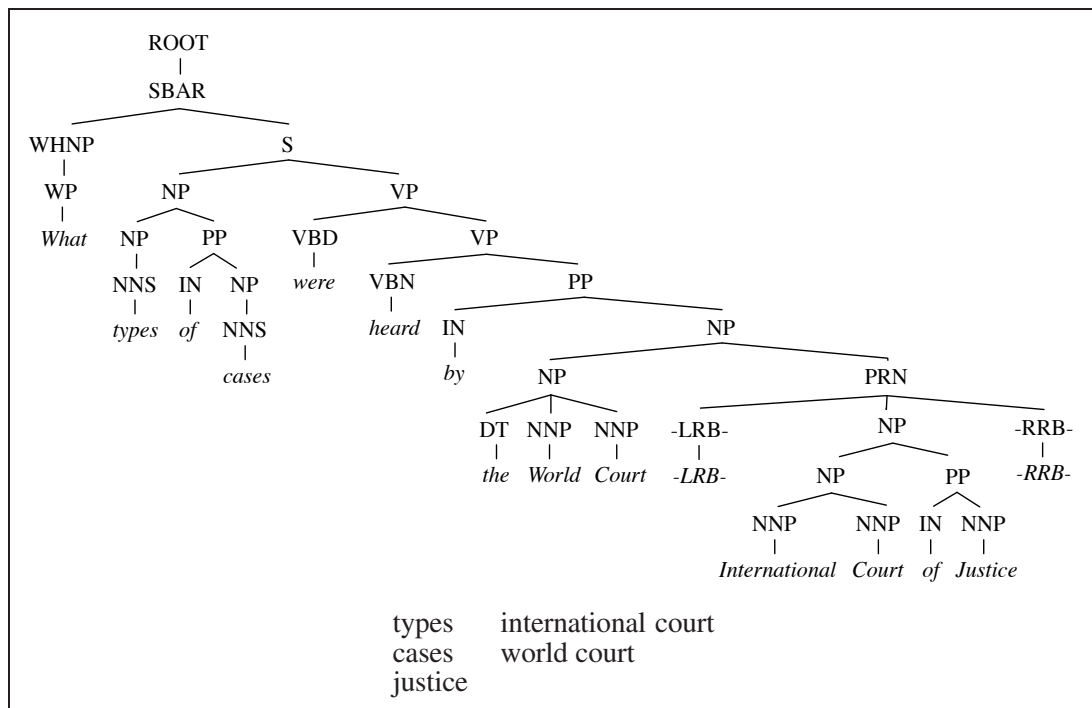 ROOT
SBAR
WHNP S
WP NP VP
What NP PP VBD VP
NNS IN NP were VBN PP
types of NNS heard IN NP
cases by NP PRN
DT NNP NNP -LRB- NP -RRB-
the World Court -LRB- NP PP -RRB-
NNP NNP IN NNP
International Court of Justice
types international court
cases world court
justice